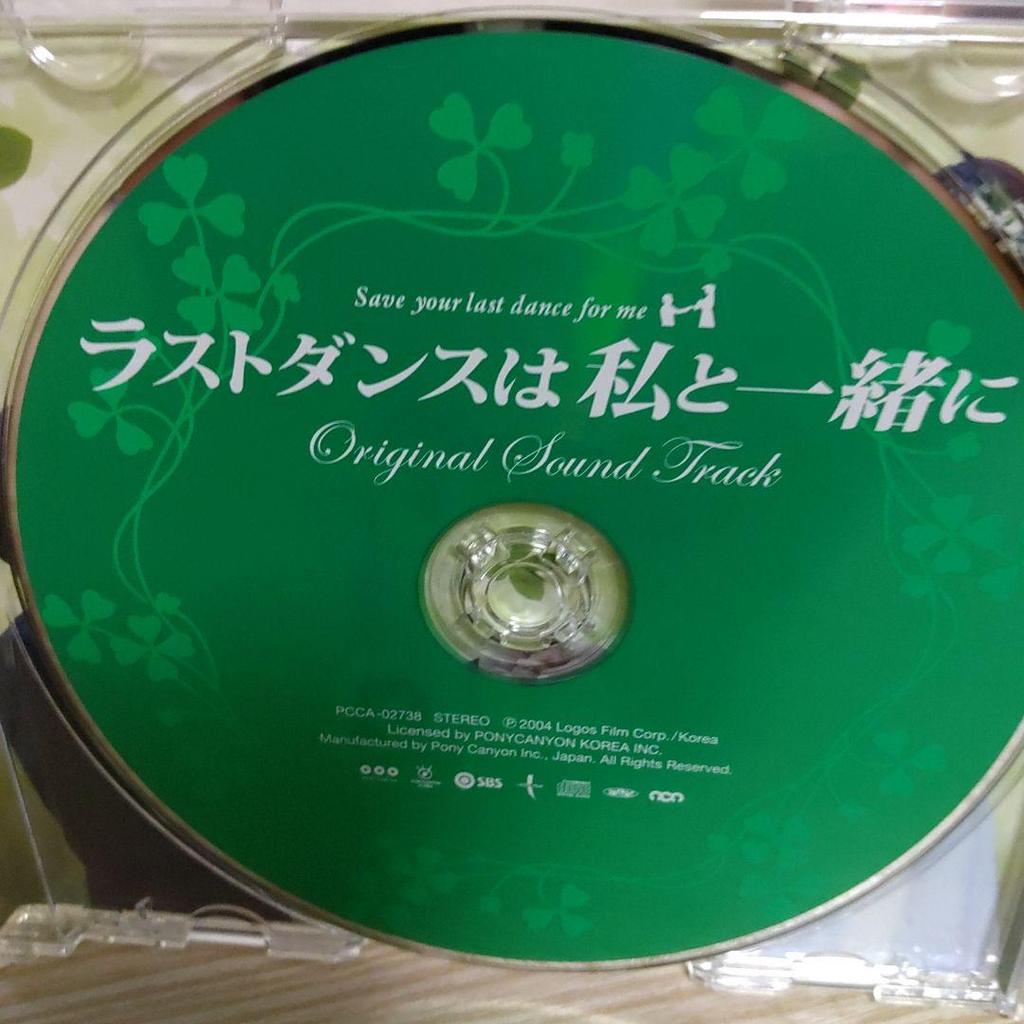 Save your last dance for me
ラストダンスは私と一緒に
Original Sound Track
PCCA-02738 STEREO ℗2004 Logos Film Corp./Korea
Licensed by PONYCANYON KOREA INC.
Manufactured by Pony Canyon Inc., Japan. All Rights Reserved.
SBS